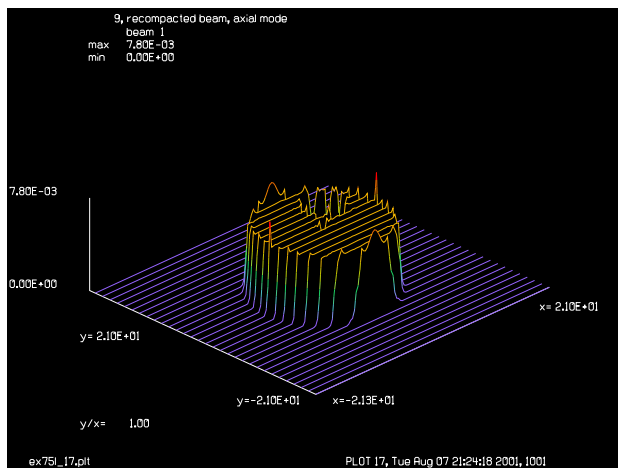 9, recompacted beam, axial mode
beam 1
max 7.80E-03
min 0.00E+00
7.80E-03
0.00E+00
x= 2.10E+01
y= 2.10E+01
y=-2.10E+01
x=-2.13E+01
y/x= 1.00
ex75l_17.plt
PLOT 17, Tue Aug 07 21:24:18 2001, 1001